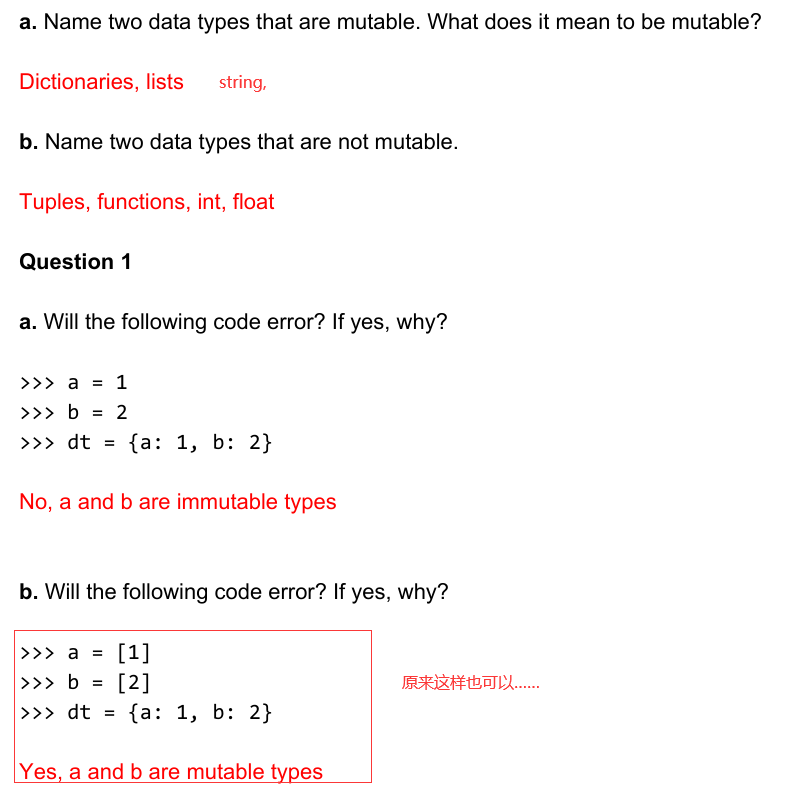 a. Name two data types that are mutable. What does it mean to be mutable?
Dictionaries, lists string,
b. Name two data types that are not mutable.
Tuples, functions, int, float
Question 1
a. Will the following code error? If yes, why?
>>> a = 1
>>> b = 2
>>> dt = {a: 1, b: 2}
No, a and b are immutable types
b. Will the following code error? If yes, why?
>>> a = [1]
>>> b = [2]
原来这样也可以......
>>> dt = {a: 1, b: 2}
Yes, a and b are mutable types